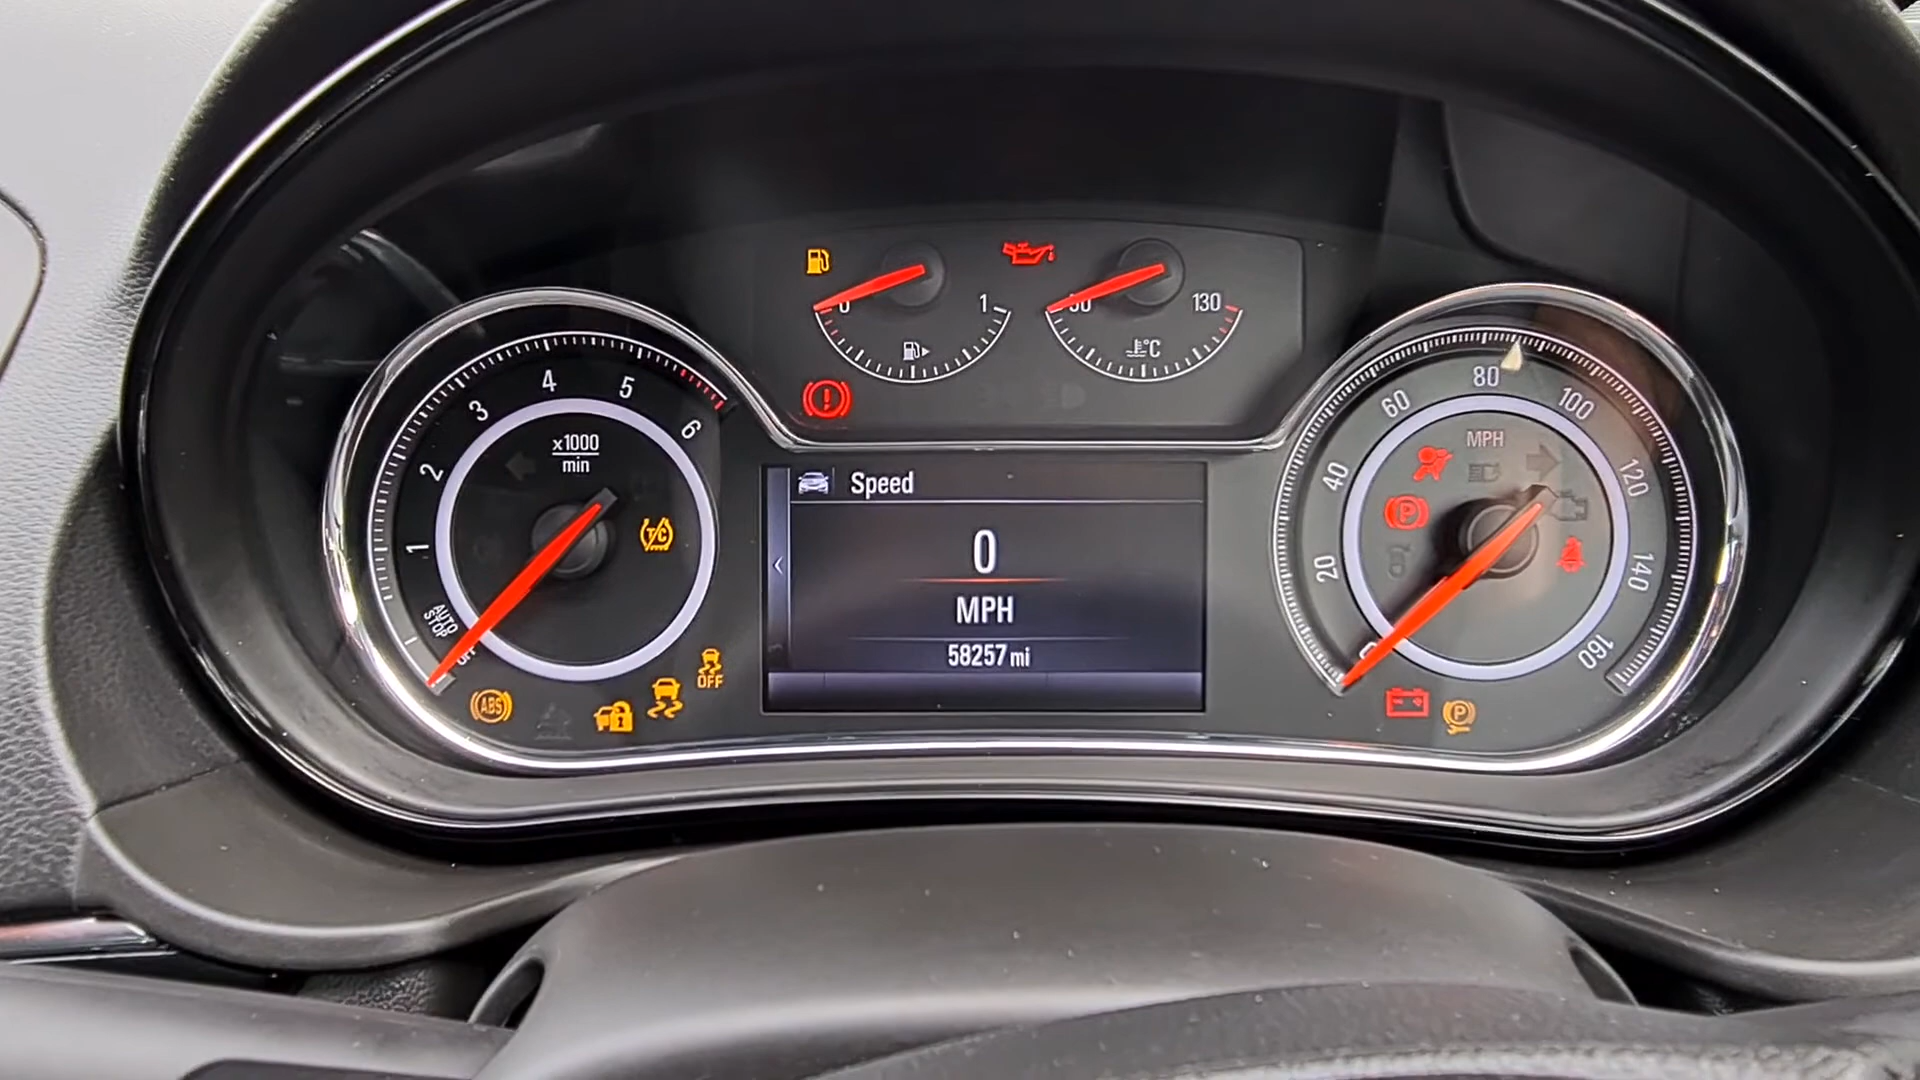 0 1
50 130
°C
1 2 3 4 5 6
x1000
min
AUTO
STOP
OFF
T/C
ABS
OFF
Speed
0
MPH
58257 mi
20 40 60 80 100 120 140 160
MPH
P
P